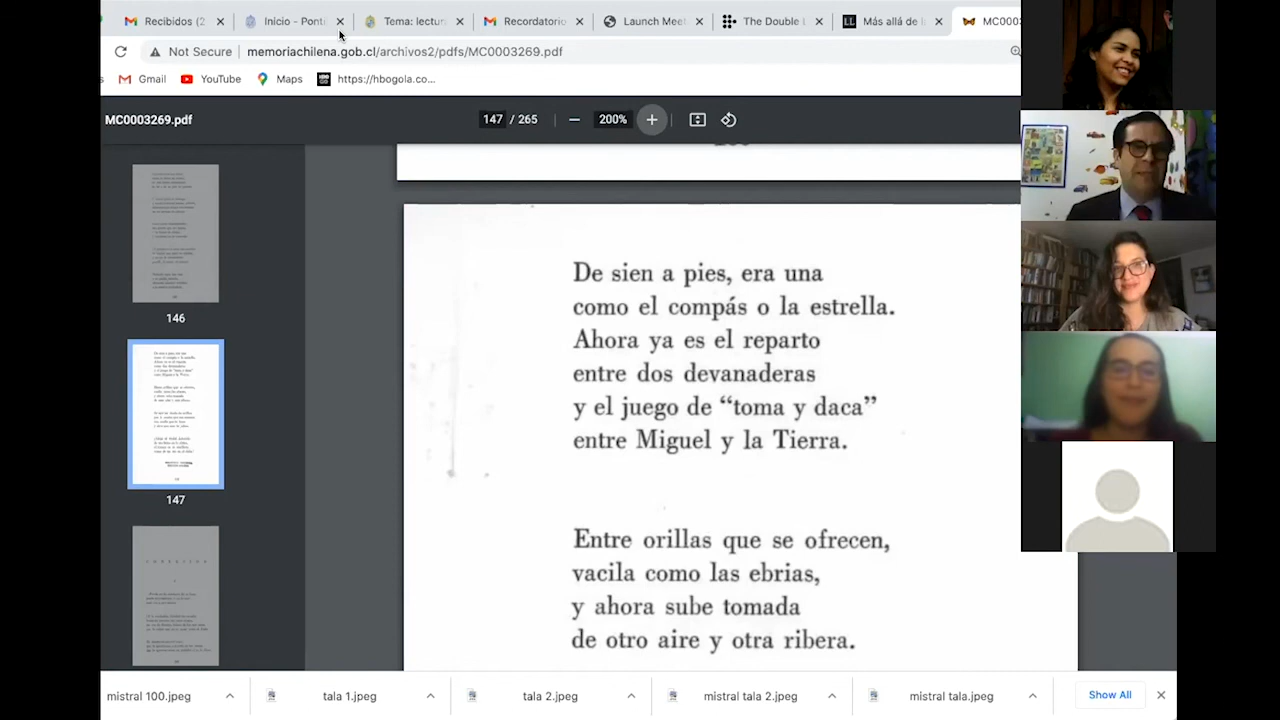 Recibidos (2
Inicio - Ponti
Tema: lectur
Recordatorio
Launch Meet
The Double L
Más allá de l
MC0003
Not Secure
memoriachilena.gob.cl/archivos2/pdfs/MC0003269.pdf
s
Gmail
YouTube
Maps
https://hbogola.co...
MC0003269.pdf
147 / 265
200%
146
147
De sien a pies, era una
como el compás o la estrella.
Ahora ya es el reparto
entre dos devanaderas
y el juego de “toma y daca”
entre Miguel y la Tierra.
Entre orillas que se ofrecen,
vacila como las ebrias,
y ahora sube tomada
de otro aire y otra ribera.
mistral 100.jpeg
tala 1.jpeg
tala 2.jpeg
mistral tala 2.jpeg
mistral tala.jpeg
Show All